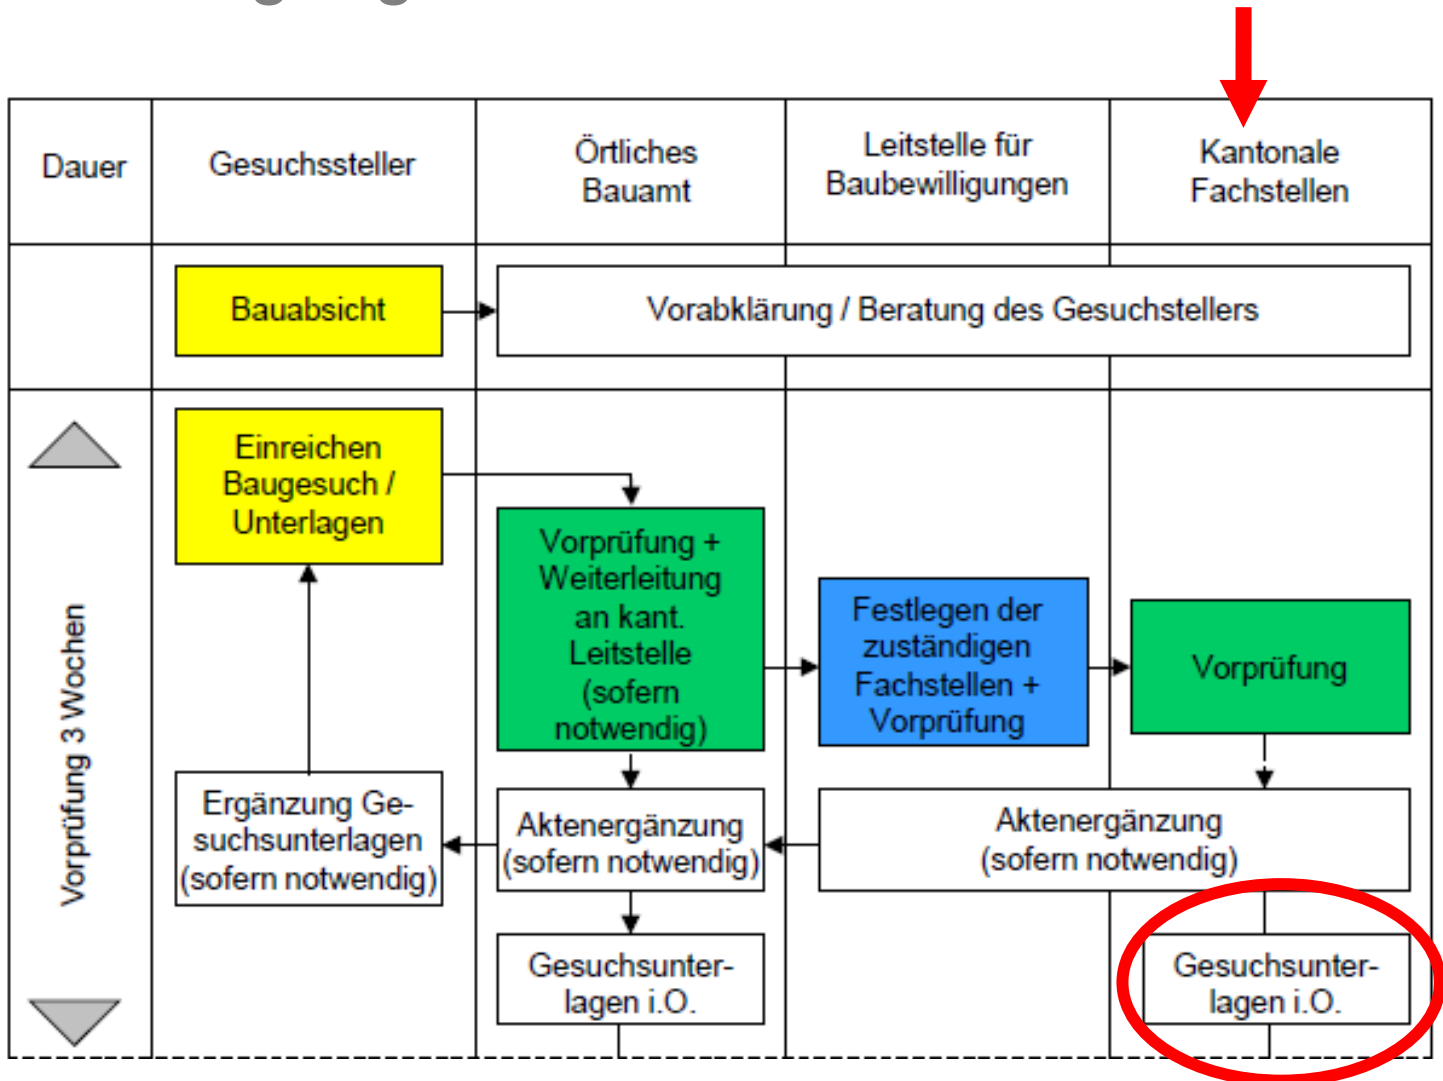 Dauer
Gesuchssteller
Örtliches
Bauamt
Leitstelle für
Baubewilligungen
Kantonale
Fachstellen
Bauabsicht
Vorabklärung / Beratung des Gesuchstellers
Vorprüfung 3 Wochen
Einreichen
Baugesuch /
Unterlagen
Vorprüfung +
Weiterleitung
an kant.
Leitstelle
(sofern
notwendig)
Festlegen der
zuständigen
Fachstellen +
Vorprüfung
Vorprüfung
Ergänzung Ge-
suchsunterlagen
(sofern notwendig)
Aktenergänzung
(sofern notwendig)
Aktenergänzung
(sofern notwendig)
Gesuchsunter-
lagen i.O.
Gesuchsunter-
lagen i.O.